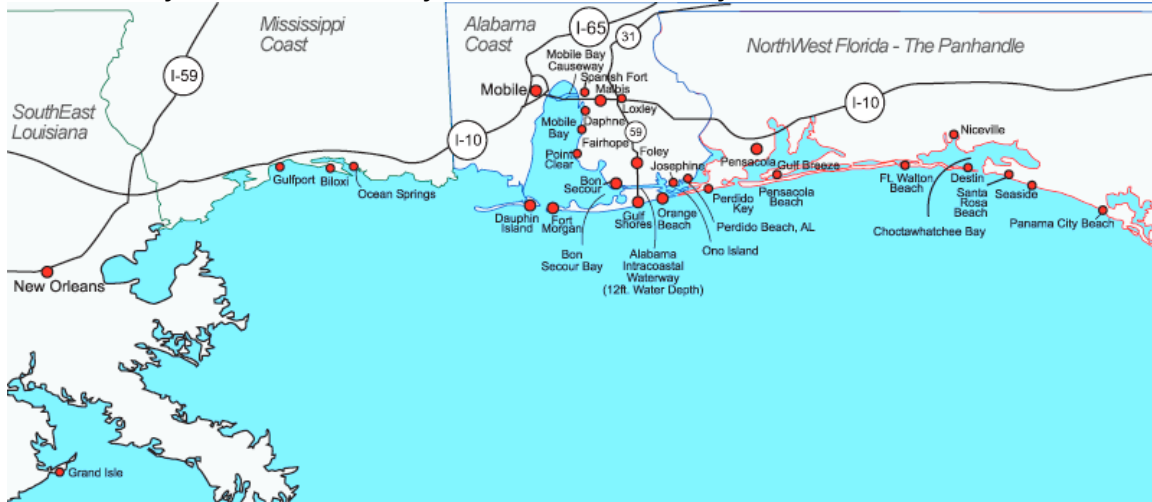 Mississippi
Coast
Alabama
Coast
I-65
31
NorthWest Florida - The Panhandle
I-59
Mobile Bay
Causeway
Spanish Fort
Mobile
Malbis
Loxley
I-10
SouthEast
Louisiana
Daphne
Mobile
Bay
59
I-10
Niceville
Fairhope
Point
Clear
Foley
Pensacola
Gulf Breeze
Josephine
Gulfport
Biloxi
Ocean Springs
Bon
Secour
Pensacola
Beach
Ft. Walton
Beach
Destin
Santa
Rosa
Beach
Seaside
Perdido
Key
Dauphin
Island
Fort
Morgan
Gulf
Shores
Orange
Beach
Perdido Beach, AL
Choctawhatchee Bay
Panama City Beach
Bon
Secour Bay
Alabama
Intracoastal
Waterway
(12ft. Water Depth)
Ono Island
New Orleans
Grand Isle